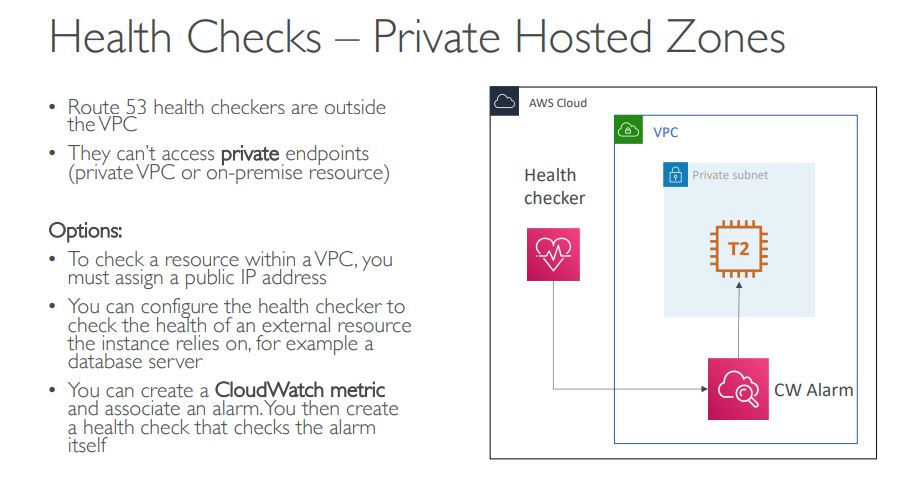 Health Checks – Private Hosted Zones
• Route 53 health checkers are outside
the VPC
• They can't access private endpoints
(private VPC or on-premise resource)
Options:
• To check a resource within a VPC, you
must assign a public IP address
• You can configure the health checker to
check the health of an external resource
the instance relies on, for example a
database server
• You can create a CloudWatch metric
and associate an alarm. You then create
a health check that checks the alarm
itself
AWS Cloud
VPC
Health
checker
Private subnet
T2
CW Alarm